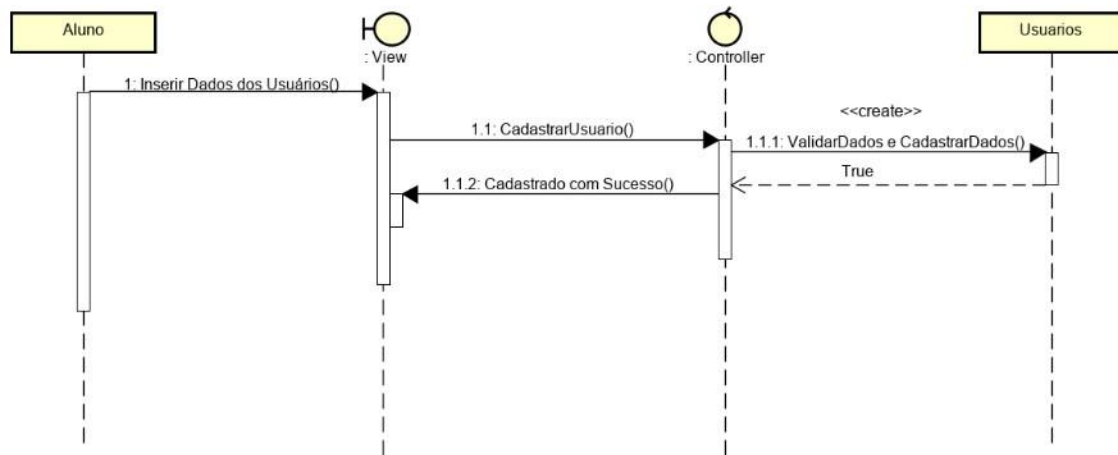 Aluno
: View
: Controller
Usuarios
1: Inserir Dados dos Usuários()
<<create>>
1.1: CadastrarUsuario()
1.1.1: ValidarDados e CadastrarDados()
True
1.1.2: Cadastrado com Sucesso()